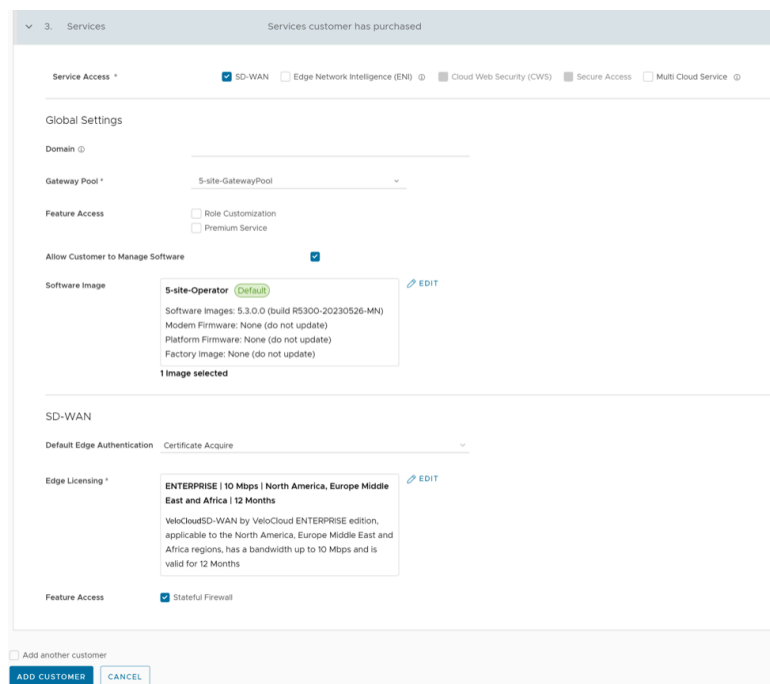 3. Services Services customer has purchased
Service Access * SD-WAN Edge Network Intelligence (ENI) Cloud Web Security (CWS) Secure Access Multi Cloud Service
Global Settings
Domain
Gateway Pool * 5-site-GatewayPool
Feature Access Role Customization
Premium Service
Allow Customer to Manage Software
Software Image 5-site-Operator Default EDIT
Software Images: 5.3.0.0 (build R5300-20230526-MN)
Modem Firmware: None (do not update)
Platform Firmware: None (do not update)
Factory Image: None (do not update)
1 Image selected
SD-WAN
Default Edge Authentication Certificate Acquire
Edge Licensing * ENTERPRISE | 10 Mbps | North America, Europe Middle EDIT
East and Africa | 12 Months
VeloCloudSD-WAN by VeloCloud ENTERPRISE edition,
applicable to the North America, Europe Middle East and
Africa regions, has a bandwidth up to 10 Mbps and is
valid for 12 Months
Feature Access Stateful Firewall
Add another customer
ADD CUSTOMER CANCEL